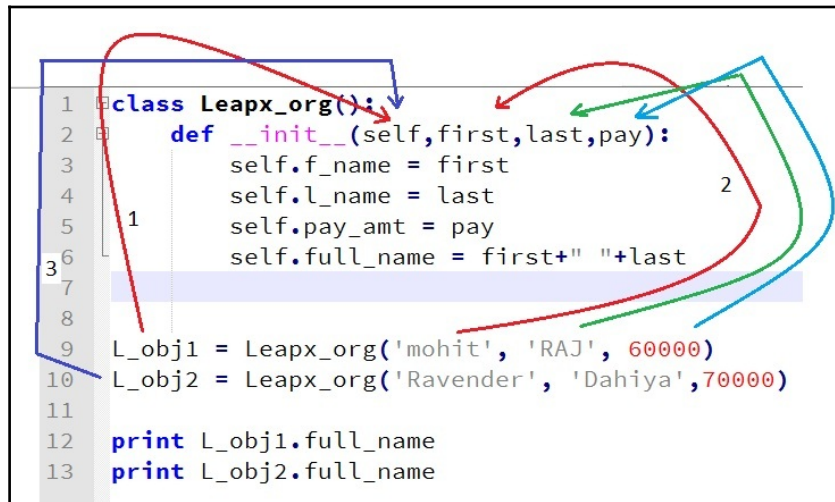 1 class Leapx_org():
2 def __init__(self,first,last,pay):
3 self.f_name = first
4 self.l_name = last
5 self.pay_amt = pay
6 self.full_name = first+" "+last
7
8
9 L_obj1 = Leapx_org('mohit', 'RAJ', 60000)
10 L_obj2 = Leapx_org('Ravender', 'Dahiya',70000)
11
12 print L_obj1.full_name
13 print L_obj2.full_name
1
2
3